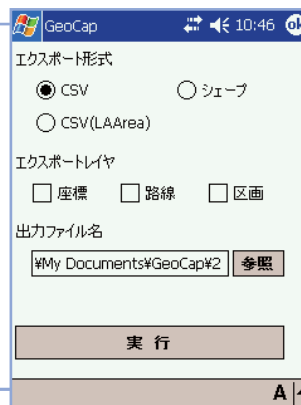 GeoCap 10:46 ok
エクスポート形式
CSV シェープ
CSV(LAArea)
エクスポートレイヤ
座標 路線 区画
出力ファイル名
¥My Documents¥GeoCap¥2 参照
実 行
A